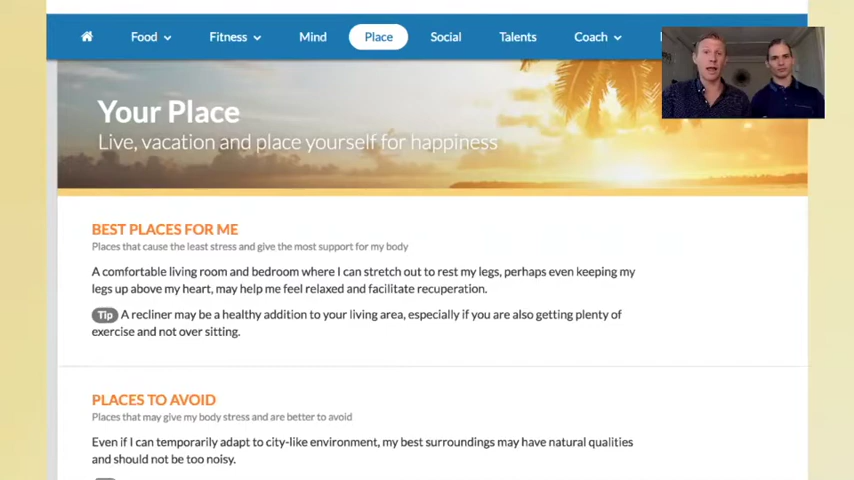 Food Fitness Mind Place Social Talents Coach
Your Place
Live, vacation and place yourself for happiness
BEST PLACES FOR ME
Places that cause the least stress and give the most support for my body
A comfortable living room and bedroom where I can stretch out to rest my legs, perhaps even keeping my
legs up above my heart, may help me feel relaxed and facilitate recuperation.
Tip A recliner may be a healthy addition to your living area, especially if you are also getting plenty of
exercise and not over sitting.
PLACES TO AVOID
Places that may give my body stress and are better to avoid
Even if I can temporarily adapt to city-like environment, my best surroundings may have natural qualities
and should not be too noisy.